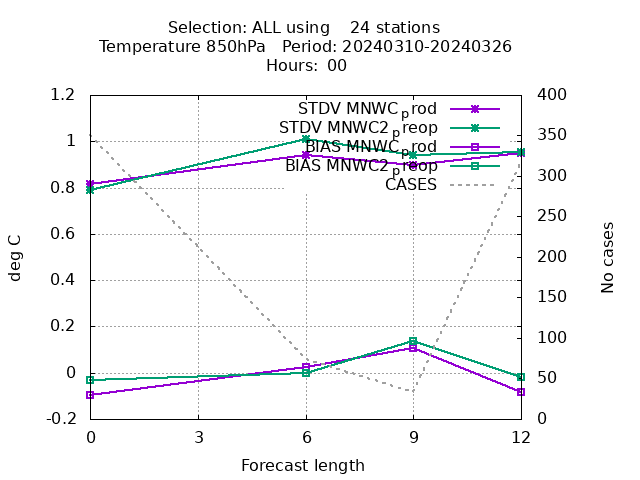 Selection: ALL using    24 stations
Temperature 850hPa   Period: 20240310-20240326
Hours:  00
STDV MNWC_prod
STDV MNWC2_preop
BIAS MNWC_prod
BIAS MNWC2_preop
CASES
deg C
1.2
1
0.8
0.6
0.4
0.2
0
-0.2
400
350
300
250
200
150
100
50
0
No cases
0 3 6 9 12
Forecast length